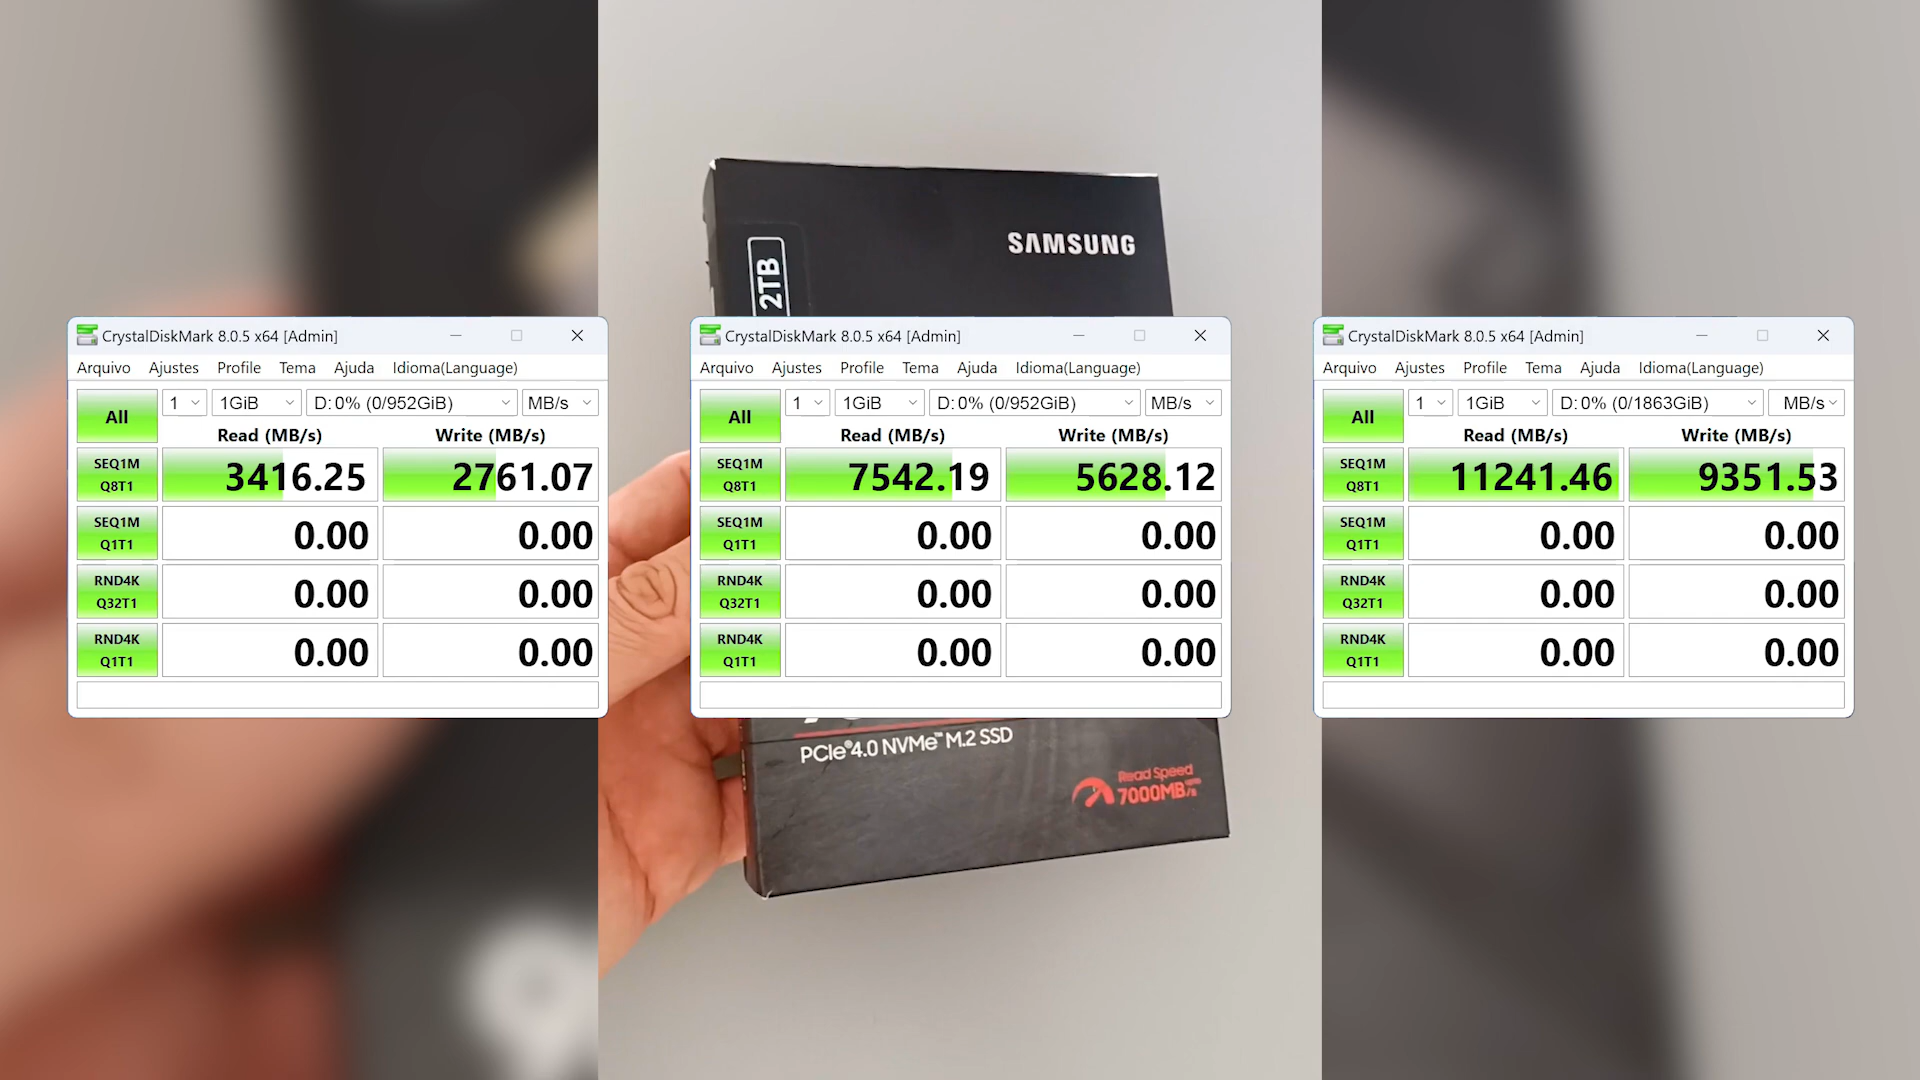 SAMSUNG
2TB
CrystalDiskMark 8.0.5 x64 [Admin]
Arquivo Ajustes Profile Tema Ajuda Idioma(Language)
All 1 1GiB D: 0% (0/952GiB) MB/s
Read (MB/s) Write (MB/s)
SEQ1M Q8T1 3416.25 2761.07
SEQ1M Q1T1 0.00 0.00
RND4K Q32T1 0.00 0.00
RND4K Q1T1 0.00 0.00
CrystalDiskMark 8.0.5 x64 [Admin]
Arquivo Ajustes Profile Tema Ajuda Idioma(Language)
All 1 1GiB D: 0% (0/952GiB) MB/s
Read (MB/s) Write (MB/s)
SEQ1M Q8T1 7542.19 5628.12
SEQ1M Q1T1 0.00 0.00
RND4K Q32T1 0.00 0.00
RND4K Q1T1 0.00 0.00
CrystalDiskMark 8.0.5 x64 [Admin]
Arquivo Ajustes Profile Tema Ajuda Idioma(Language)
All 1 1GiB D: 0% (0/1863GiB) MB/s
Read (MB/s) Write (MB/s)
SEQ1M Q8T1 11241.46 9351.53
SEQ1M Q1T1 0.00 0.00
RND4K Q32T1 0.00 0.00
RND4K Q1T1 0.00 0.00
PCIe® 4.0 NVMe™ M.2 SSD
Read Speed
7000MB/s